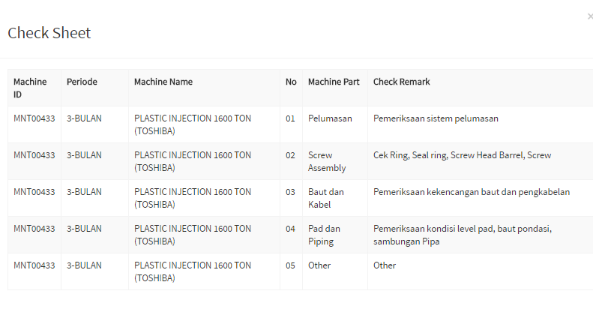 ×
Check Sheet
Machine ID Periode Machine Name No Machine Part Check Remark
MNT00433 3-BULAN PLASTIC INJECTION 1600 TON (TOSHIBA) 01 Pelumasan Pemeriksaan sistem pelumasan
MNT00433 3-BULAN PLASTIC INJECTION 1600 TON (TOSHIBA) 02 Screw Assembly Cek Ring, Seal ring, Screw Head Barrel, Screw
MNT00433 3-BULAN PLASTIC INJECTION 1600 TON (TOSHIBA) 03 Baut dan Kabel Pemeriksaan kekencangan baut dan pengkabelan
MNT00433 3-BULAN PLASTIC INJECTION 1600 TON (TOSHIBA) 04 Pad dan Piping Pemeriksaan kondisi level pad, baut pondasi, sambungan Pipa
MNT00433 3-BULAN PLASTIC INJECTION 1600 TON (TOSHIBA) 05 Other Other